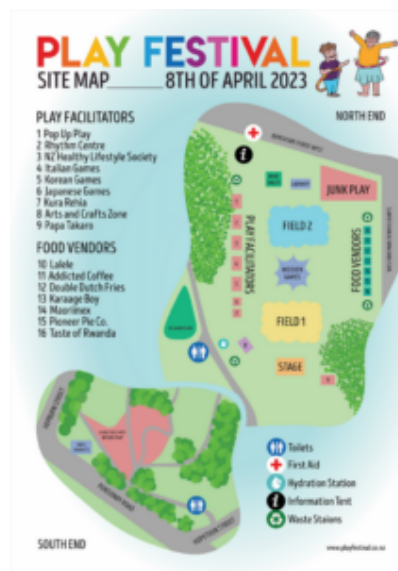 PLAY FESTIVAL
SITE MAP 8TH OF APRIL 2023
NORTH END
PLAY FACILITATORS
1 Pop Up Play
2 Rhythm Centre
3 NZ Healthy Lifestyle Society
4 Italian Games
5 Korean Games
6 Japanese Games
7 Kura Rehia
8 Arts and Crafts Zone
9 Papa Takaro
FOOD VENDORS
10 Lalele
11 Addicted Coffee
12 Double Dutch Fries
13 Karaage Boy
14 Maoriimex
15 Pioneer Pie Co.
16 Taste of Rwanda
JUNK PLAY
FIELD 2
PLAY FACILITATORS
FOOD VENDORS
WOODEN GAMES
FIELD 1
STAGE
Toilets
First Aid
Hydration Station
Information Tent
Waste Staions
SOUTH END
www.playfestival.co.nz